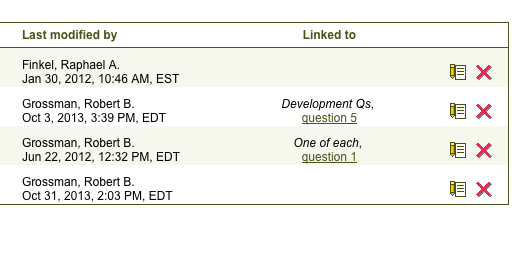 Last modified by Linked to
Finkel, Raphael A.
Jan 30, 2012, 10:46 AM, EST
Grossman, Robert B. Development Qs,
Oct 3, 2013, 3:39 PM, EDT question 5
Grossman, Robert B. One of each,
Jun 22, 2012, 12:32 PM, EDT question 1
Grossman, Robert B.
Oct 31, 2013, 2:03 PM, EDT